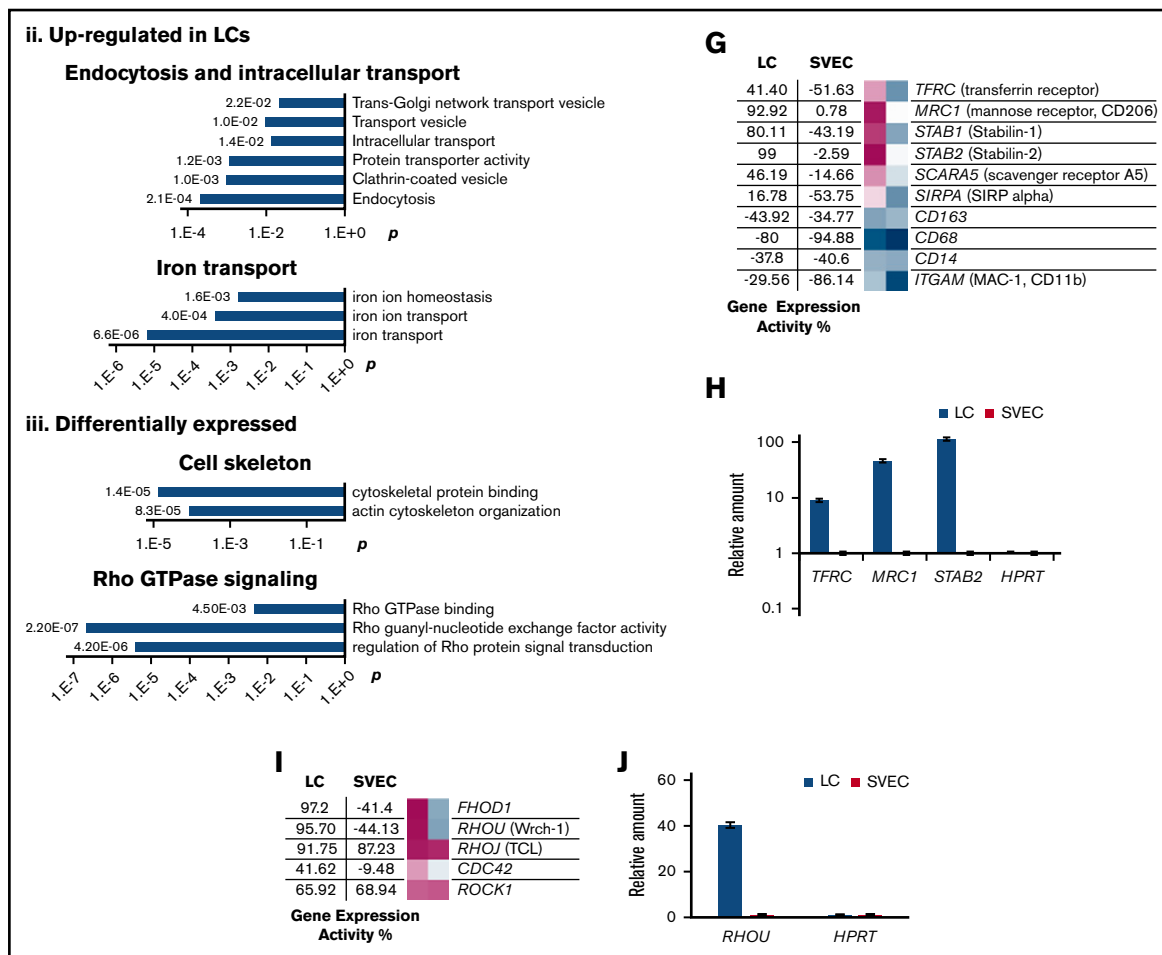 ii. Up-regulated in LCs
Endocytosis and intracellular transport
2.2E-02 Trans-Golgi network transport vesicle
1.0E-02 Transport vesicle
1.4E-02 Intracellular transport
1.2E-03 Protein transporter activity
1.0E-03 Clathrin-coated vesicle
2.1E-04 Endocytosis
1.E-4 1.E-2 1.E+0 p
Iron transport
1.6E-03 iron ion homeostasis
4.0E-04 iron ion transport
6.6E-06 iron transport
1.E-6 1.E-5 1.E-4 1.E-3 1.E-2 1.E-1 1.E+0 p
iii. Differentially expressed
Cell skeleton
1.4E-05 cytoskeletal protein binding
8.3E-05 actin cytoskeleton organization
1.E-5 1.E-3 1.E-1 p
Rho GTPase signaling
4.50E-03 Rho GTPase binding
2.20E-07 Rho guanyl-nucleotide exchange factor activity
4.20E-06 regulation of Rho protein signal transduction
1.E-7 1.E-6 1.E-5 1.E-4 1.E-3 1.E-2 1.E-1 1.E+0 p
G
LC SVEC
41.40 -51.63 TFRC (transferrin receptor)
92.92 0.78 MRC1 (mannose receptor, CD206)
80.11 -43.19 STAB1 (Stabilin-1)
99 -2.59 STAB2 (Stabilin-2)
46.19 -14.66 SCARA5 (scavenger receptor A5)
16.78 -53.75 SIRPA (SIRP alpha)
-43.92 -34.77 CD163
-80 -94.88 CD68
-37.8 -40.6 CD14
-29.56 -86.14 ITGAM (MAC-1, CD11b)
Gene Expression
Activity %
H
LC SVEC
Relative amount
100
10
1
0.1
TFRC MRC1 STAB2 HPRT
I
LC SVEC
97.2 -41.4 FHOD1
95.70 -44.13 RHOU (Wrch-1)
91.75 87.23 RHOJ (TCL)
41.62 -9.48 CDC42
65.92 68.94 ROCK1
Gene Expression
Activity %
J
LC SVEC
Relative amount
60
40
20
0
RHOU HPRT